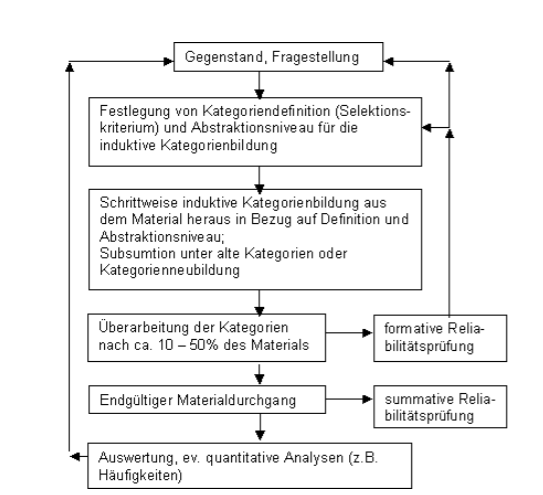 Gegenstand, Fragestellung
Festlegung von Kategoriendefinition (Selektions-
kriterium) und Abstraktionsniveau für die
induktive Kategorienbildung
Schrittweise induktive Kategorienbildung aus
dem Material heraus in Bezug auf Definition und
Abstraktionsniveau;
Subsumtion unter alte Kategorien oder
Kategorienneubildung
Überarbeitung der Kategorien
nach ca. 10 – 50% des Materials
formative Relia-
bilitätsprüfung
Endgültiger Materialdurchgang
summative Relia-
bilitätsprüfung
Auswertung, ev. quantitative Analysen (z.B.
Häufigkeiten)